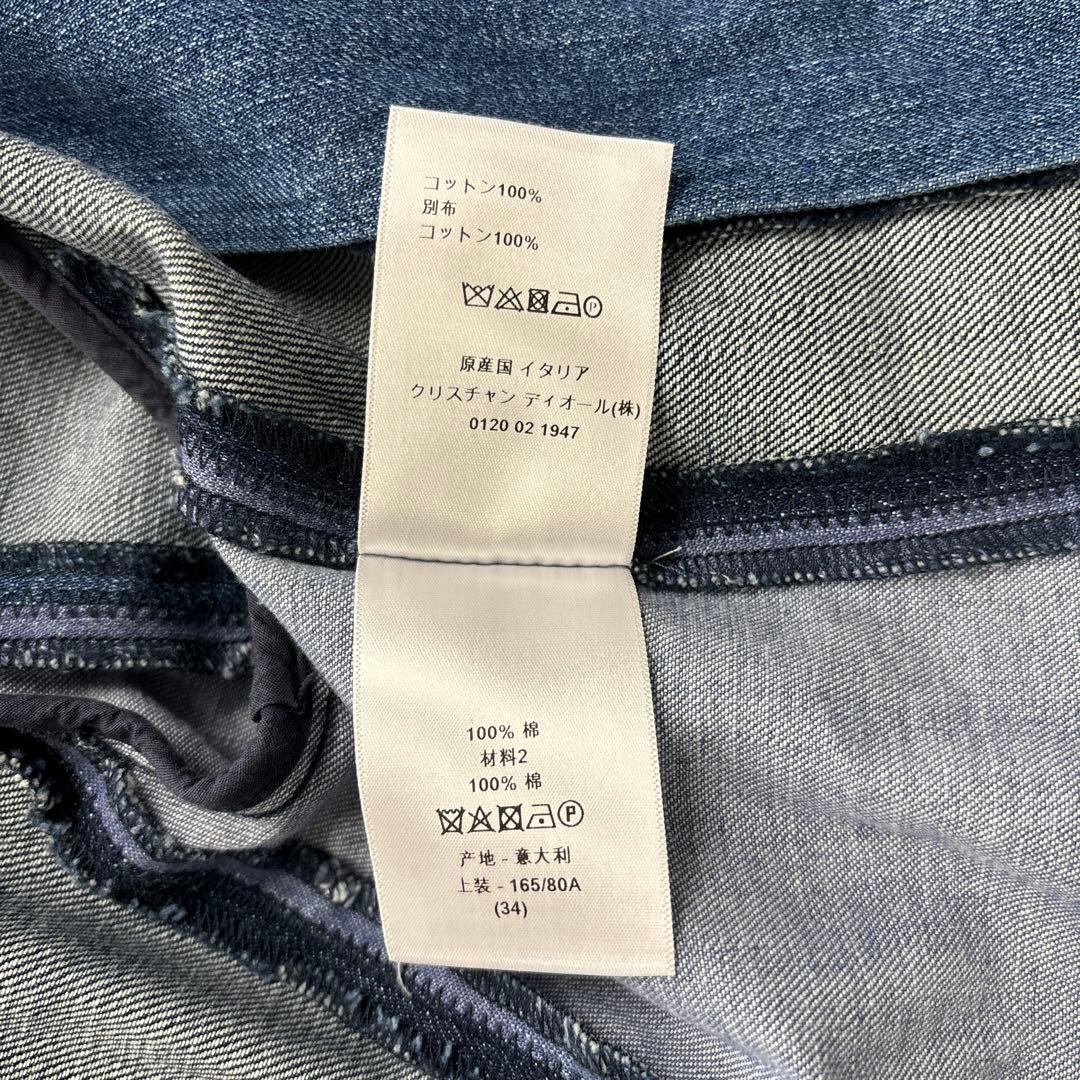 コットン100%
別布
コットン100%
P
原産国 イタリア
クリスチャン ディオール(株)
0120 02 1947
100% 棉
材料2
100% 棉
P
产地 - 意大利
上装 - 165/80A
(34)